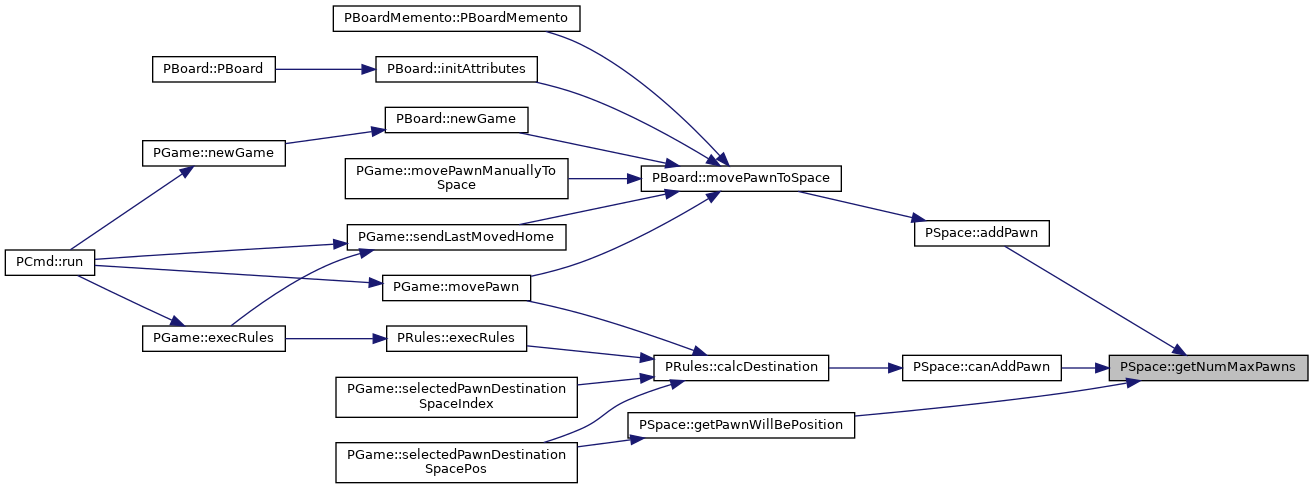 PBoardMemento::PBoardMemento
PBoard::PBoard
PBoard::initAttributes
PBoard::newGame
PGame::newGame
PGame::movePawnManuallyTo
Space
PBoard::movePawnToSpace
PGame::sendLastMovedHome
PSpace::addPawn
PCmd::run
PGame::movePawn
PGame::execRules
PRules::execRules
PRules::calcDestination
PSpace::canAddPawn
PSpace::getNumMaxPawns
PGame::selectedPawnDestination
SpaceIndex
PSpace::getPawnWillBePosition
PGame::selectedPawnDestination
SpacePos